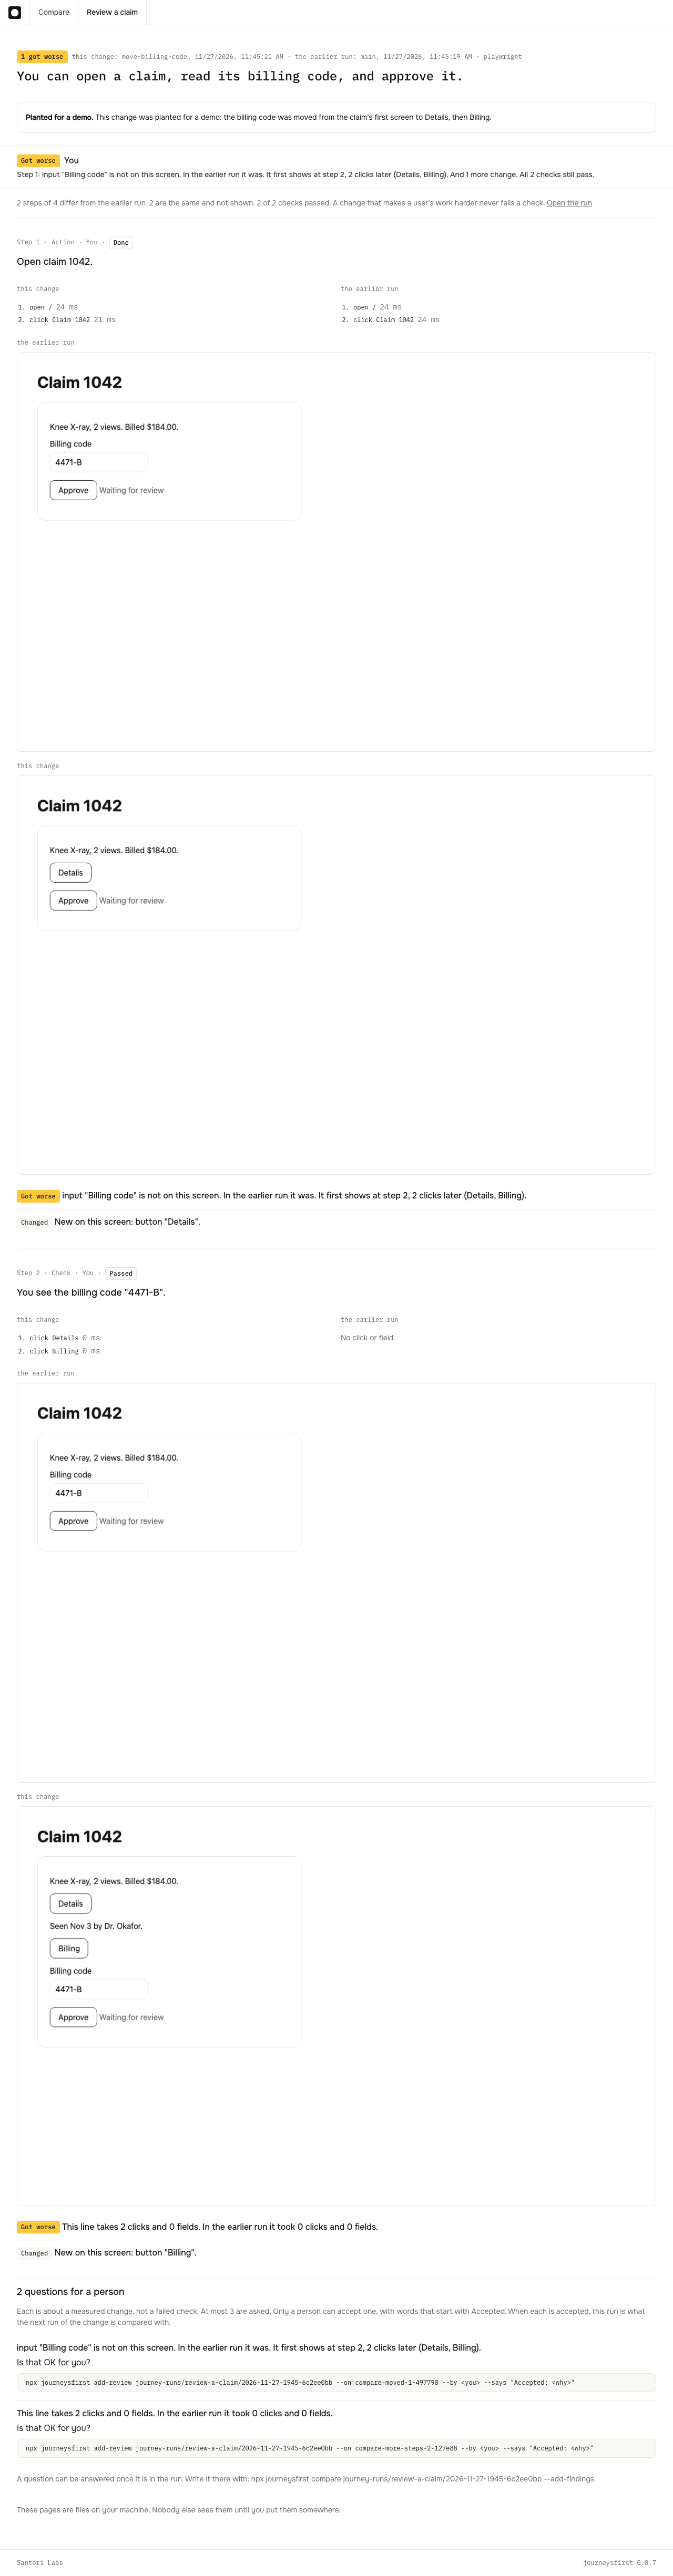 Compare Review a claim
1 got worse this change: move-billing-code, 11/27/2026, 11:45:21 AM · the earlier run: main, 11/27/2026, 11:45:19 AM · playwright
You can open a claim, read its billing code, and approve it.
Planted for a demo. This change was planted for a demo: the billing code was moved from the claim's first screen to Details, then Billing.
Got worse You
Step 1: input "Billing code" is not on this screen. In the earlier run it was. It first shows at step 2, 2 clicks later (Details, Billing). And 1 more change. All 2 checks still pass.
2 steps of 4 differ from the earlier run. 2 are the same and not shown. 2 of 2 checks passed. A change that makes a user's work harder never fails a check. Open the run
Step 1 · Action · You · Done
Open claim 1042.
this change
1. open / 24 ms
2. click Claim 1042 21 ms
the earlier run
1. open / 24 ms
2. click Claim 1042 24 ms
the earlier run
Claim 1042
Knee X-ray, 2 views. Billed $184.00.
Billing code
4471-B
Approve Waiting for review
this change
Claim 1042
Knee X-ray, 2 views. Billed $184.00.
Details
Approve Waiting for review
Got worse input "Billing code" is not on this screen. In the earlier run it was. It first shows at step 2, 2 clicks later (Details, Billing).
Changed New on this screen: button "Details".
Step 2 · Check · You · Passed
You see the billing code "4471-B".
this change
1. click Details 0 ms
2. click Billing 0 ms
the earlier run
No click or field.
the earlier run
Claim 1042
Knee X-ray, 2 views. Billed $184.00.
Billing code
4471-B
Approve Waiting for review
this change
Claim 1042
Knee X-ray, 2 views. Billed $184.00.
Details
Seen Nov 3 by Dr. Okafor.
Billing
Billing code
4471-B
Approve Waiting for review
Got worse This line takes 2 clicks and 0 fields. In the earlier run it took 0 clicks and 0 fields.
Changed New on this screen: button "Billing".
2 questions for a person
Each is about a measured change, not a failed check. At most 3 are asked. Only a person can accept one, with words that start with Accepted. When each is accepted, this run is what
the next run of the change is compared with.
input "Billing code" is not on this screen. In the earlier run it was. It first shows at step 2, 2 clicks later (Details, Billing).
Is that OK for you?
npx journeysfirst add-review journey-runs/review-a-claim/2026-11-27-1945-6c2ee0bb --on compare-moved-1-497790 --by <you> --says "Accepted: <why>"
This line takes 2 clicks and 0 fields. In the earlier run it took 0 clicks and 0 fields.
Is that OK for you?
npx journeysfirst add-review journey-runs/review-a-claim/2026-11-27-1945-6c2ee0bb --on compare-more-steps-2-127e88 --by <you> --says "Accepted: <why>"
A question can be answered once it is in the run. Write it there with: npx journeysfirst compare journey-runs/review-a-claim/2026-11-27-1945-6c2ee0bb --add-findings
These pages are files on your machine. Nobody else sees them until you put them somewhere.
Santori Labs journeysfirst 0.0.7